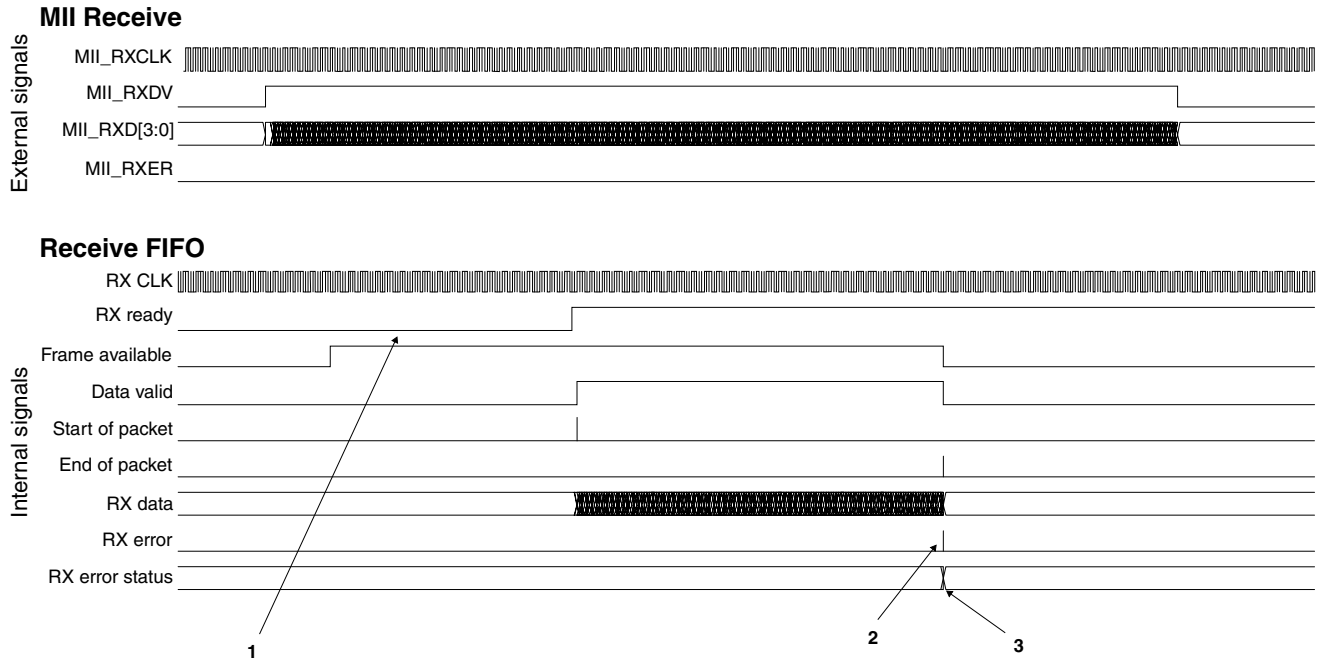 MII Receive
External signals
MII_RXCLK
MII_RXDV
MII_RXD[3:0]
MII_RXER
Receive FIFO
Internal signals
RX CLK
RX ready
Frame available
Data valid
Start of packet
End of packet
RX data
RX error
RX error status
1
2
3